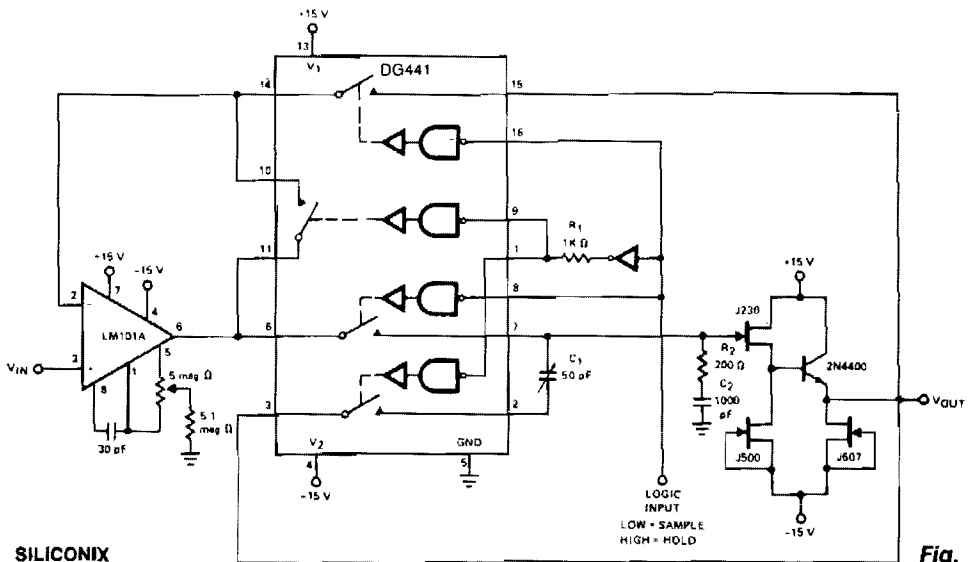 +15 V
13
V1
DG441
14
15
16
10
9
R1
1K Ω
1
11
+15 V
-15 V
7
4
2
-
LM101A
6
6
8
7
3
+
VIN
5
8
1
5 meg Ω
5.1
meg Ω
30 pF
3
2
C1
50 pF
V2
GND
4
5
-15 V
+15 V
J230
R2
200 Ω
C2
1000
pF
2N4400
VOUT
J500
J607
-15 V
LOGIC
INPUT
LOW = SAMPLE
HIGH = HOLD
SILICONIX
Fig.